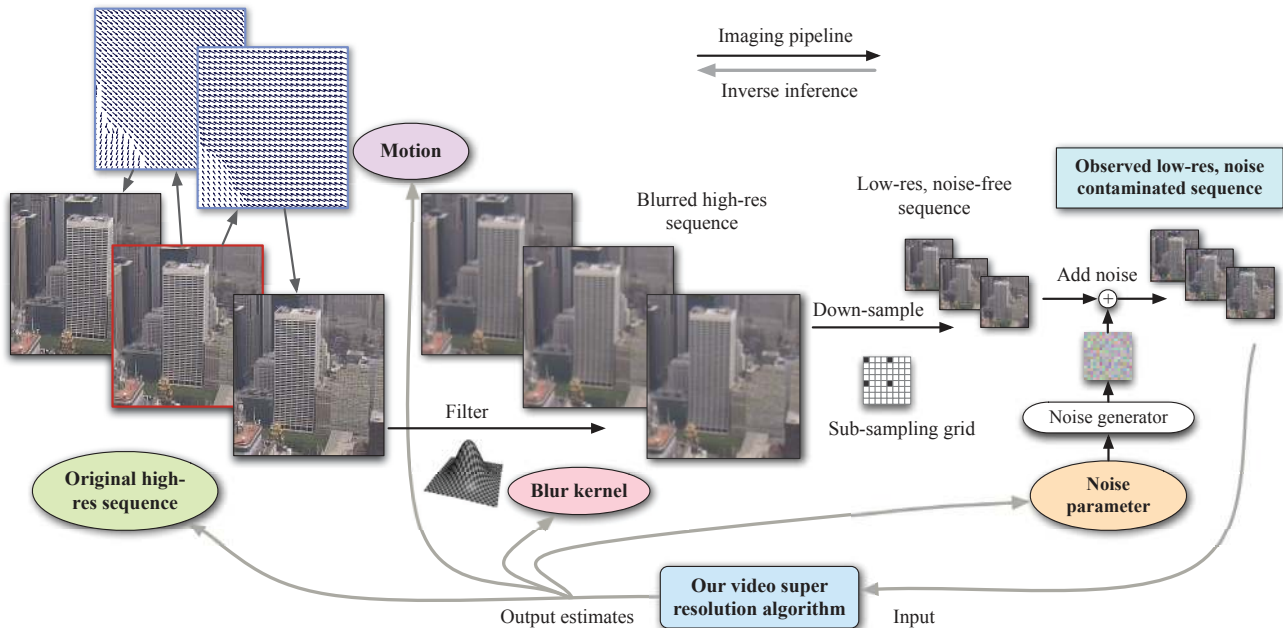 Imaging pipeline
Inverse inference
Motion
Observed low-res, noise
contaminated sequence
Blurred high-res
sequence
Low-res, noise-free
sequence
Add noise
Down-sample
Filter
Sub-sampling grid
Noise generator
Original high-
res sequence
Blur kernel
Noise
parameter
Our video super
resolution algorithm
Output estimates
Input